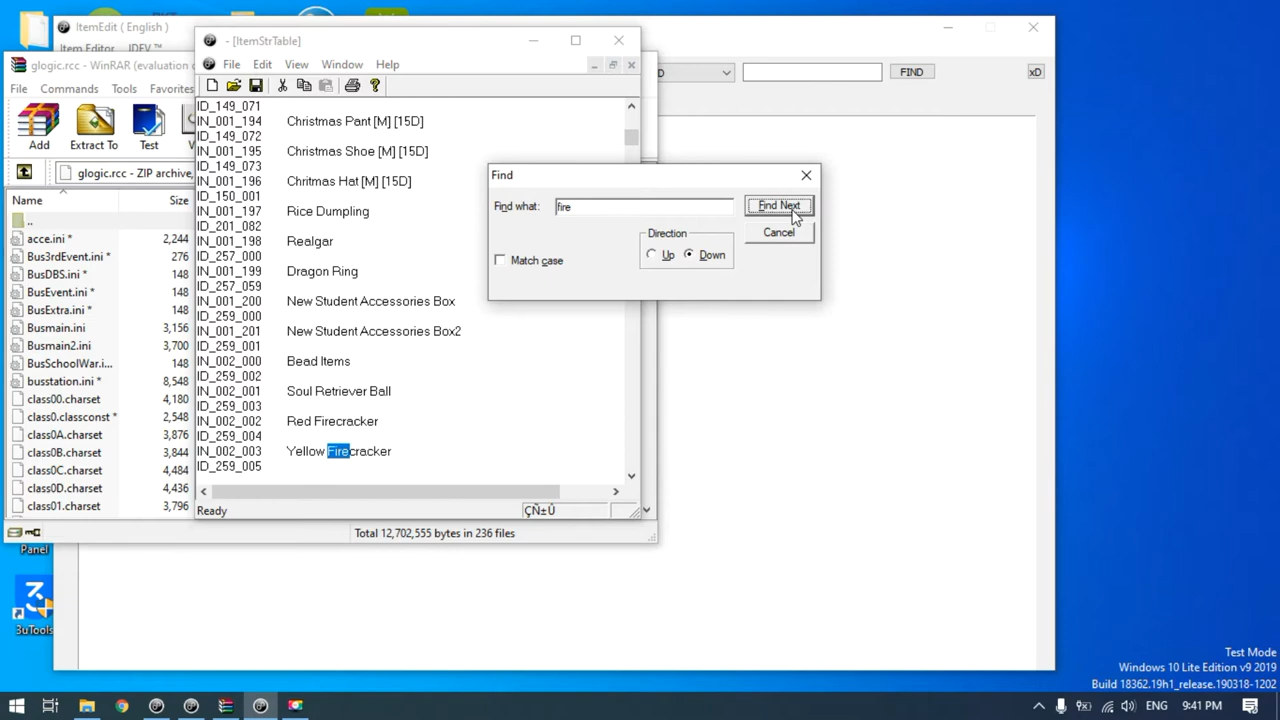 ItemEdit ( English )
Item Editor IDEV ™
FIND
xD
glogic.rcc - WinRAR (evaluation
File Commands Tools Favorites
Add Extract To Test
glogic.rcc - ZIP archive,
Name Size
..
acce.ini * 2,244
Bus3rdEvent.ini * 276
BusDBS.ini * 148
BusEvent.ini * 148
BusExtra.ini * 148
Busmain.ini 3,156
Busmain2.ini 3,700
BusSchoolWar.i... 148
busstation.ini * 8,548
class00.charset 4,180
class0.classconst * 2,548
class0A.charset 3,876
class0B.charset 3,844
class0C.charset 4,484
class0D.charset 4,436
class01.charset 3,796
Total 12,702,555 bytes in 236 files
- [ItemStrTable]
File Edit View Window Help
ID_149_071
IN_001_194 Christmas Pant [M] [15D]
ID_149_072
IN_001_195 Christmas Shoe [M] [15D]
ID_149_073
IN_001_196 Chritmas Hat [M] [15D]
ID_150_001
IN_001_197 Rice Dumpling
ID_201_082
IN_001_198 Realgar
ID_257_000
IN_001_199 Dragon Ring
ID_257_059
IN_001_200 New Student Accessories Box
ID_259_000
IN_001_201 New Student Accessories Box2
ID_259_001
IN_002_000 Bead Items
ID_259_002
IN_002_001 Soul Retriever Ball
ID_259_003
IN_002_002 Red Firecracker
ID_259_004
IN_002_003 Yellow Firecracker
ID_259_005
Ready ÇÑ±Û
Find
Find what: fire
Find Next
Direction
Cancel
Up Down
Match case
Panel
3uTools
Test Mode
Windows 10 Lite Edition v9 2019
Build 18362.19h1_release.190318-1202
ENG 9:41 PM